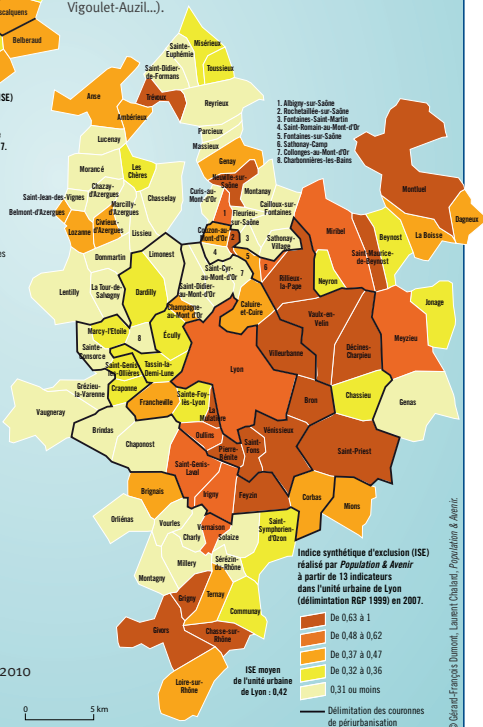 Vigoulet-Auzil...).
scalquens
Belberaud
ISE)
7.
es
2010
Sainte-
Euphémie
Misérieux
Toussieux
Saint-Didier-
de-Formans
Trévoux
Reyrieux
Anse
Ambérieux
Parcieux
Massieux
Lucenay
Genay
Morancé
Les
Chères
Neuville-sur-
Saône
Montanay
1. Albigny-sur-Saône
2. Rochetaillée-sur-Saône
3. Fontaines-Saint-Martin
4. Saint-Romain-au-Mont-d'Or
5. Fontaines-sur-Saône
6. Sathonay-Camp
7. Collonges-au-Mont-d'Or
8. Charbonnières-les-Bains
Chazay-
d'Azergues
Chasselay
Curis-au-
Mont-d'Or
Cailloux-sur-
Fontaines
Saint-Jean-des-Vignes
Marcilly-
d'Azergues
Belmont-d'Azergues
Civrieux-
d'Azergues
Lozanne
Lissieu
1
Fleurieu-
sur-Saône
Couzon-au-
Mont-d'Or
2
3
Sathonay-
Village
4
5
6
7
Montluel
Dagneux
La Boisse
Beynost
Miribel
Saint-Maurice-
de-Beynost
Neyron
Rillieux-
la-Pape
Dommartin
Limonest
Saint-Cyr-
au-Mont-d'Or
Saint-Didier-
au-Mont-d'Or
Lentilly
La Tour-de-
Salvagny
Dardilly
Champagne-
au-Mont-d'Or
Caluire-
et-Cuire
Vaulx-en-
Velin
Jonage
Meyzieu
Décines-
Charpieu
Marcy-l'Etoile
8
Écully
Sainte-
Consorce
Villeurbanne
Lyon
Saint-Genis-
les-Ollières
Tassin-la-
Demi-Lune
Grézieu-
la-Varenne
Craponne
Francheville
Sainte-Foy-
lès-Lyon
La
Mulatière
Bron
Chassieu
Genas
Vaugneray
Brindas
Chaponost
Oullins
Pierre-
Bénite
Saint-
Fons
Vénissieux
Saint-Priest
Saint-Genis-
Laval
Brignais
Irigny
Feyzin
Corbas
Mions
Orliénas
Vourles
Vernaison
Charly
Solaize
Saint-
Symphorien-
d'Ozon
Millery
Sérézin-
du-Rhône
Montagny
Grigny
Ternay
Communay
Givors
Chasse-sur-
Rhône
Loire-sur-
Rhône
Indice synthétique d'exclusion (ISE)
réalisé par Population & Avenir
à partir de 13 indicateurs
dans l'unité urbaine de Lyon
(délimintation RGP 1999) en 2007.
De 0,63 à 1
De 0,48 à 0,62
De 0,37 à 0,47
De 0,32 à 0,36
0,31 ou moins
Délimitation des couronnes
de périurbanisation
ISE moyen
de l'unité urbaine
de Lyon : 0,42
0 5 km
© Gérard-François Dumont, Laurent Chalard, Population & Avenir.